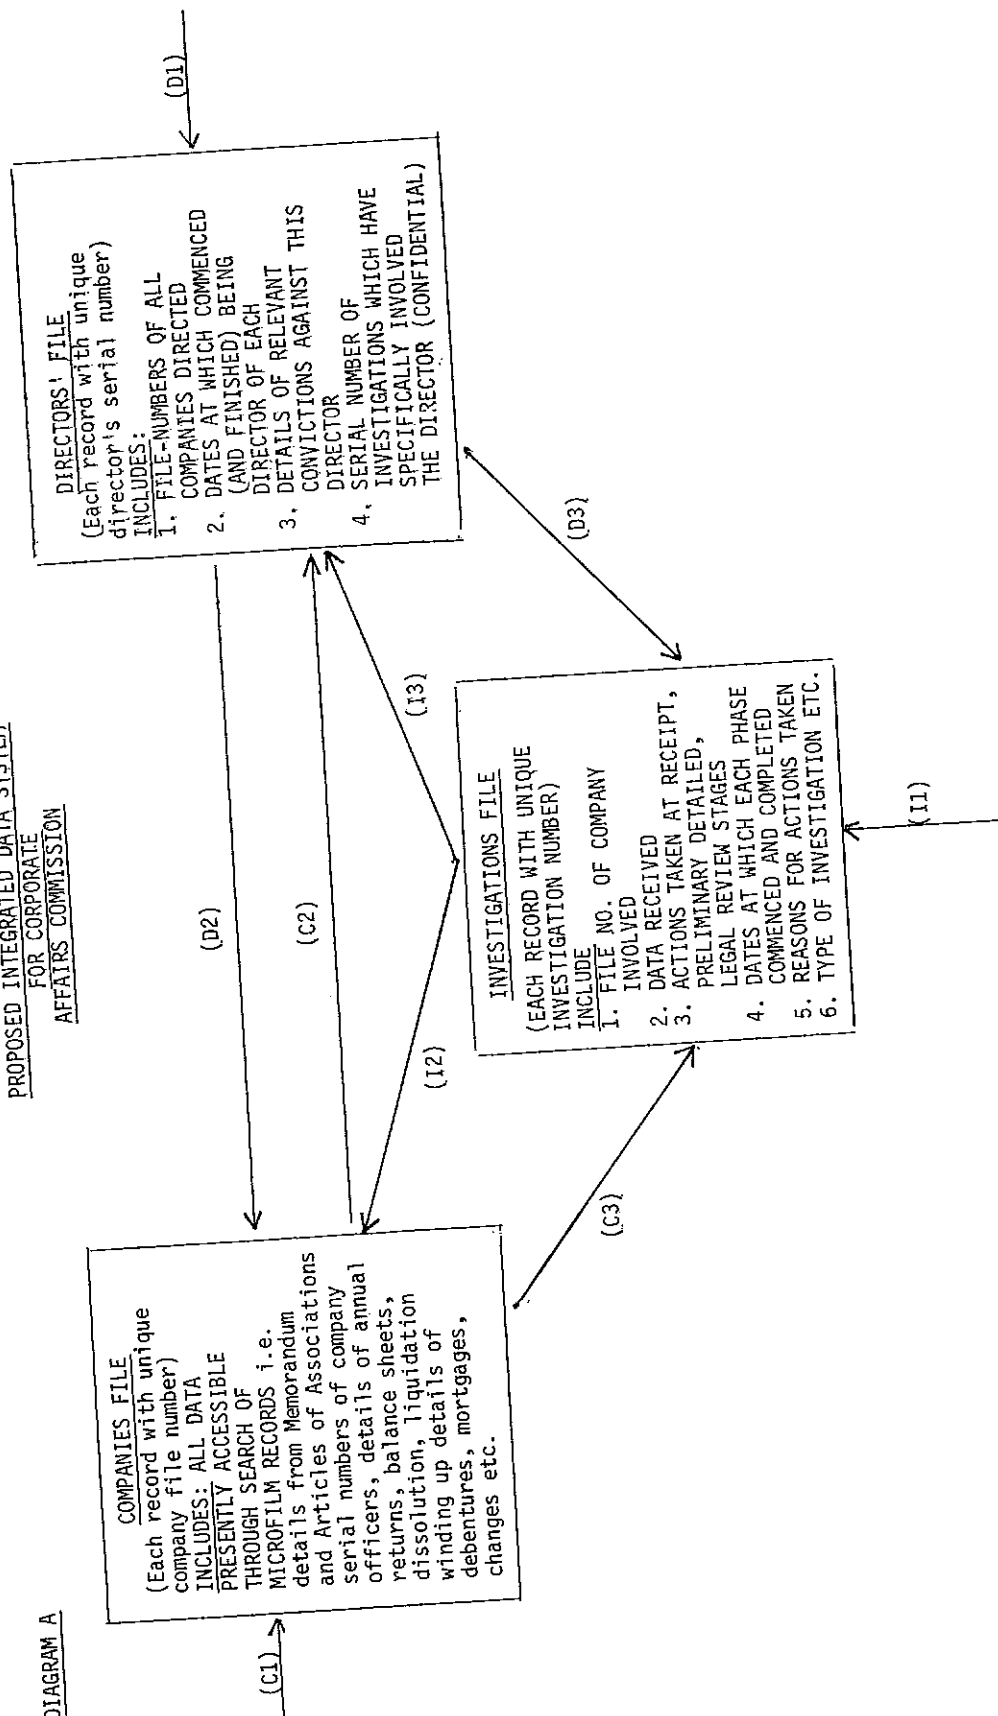 DIAGRAM A
PROPOSED INTEGRATED DATA SYSTEM
FOR CORPORATE
AFFAIRS COMMISSION
(C1)
COMPANIES FILE
(Each record with unique
company file number)
INCLUDES: ALL DATA
PRESENTLY ACCESSIBLE
THROUGH SEARCH OF
MICROFILM RECORDS i.e.
details from Memorandum
and Articles of Association
serial numbers of company
officers, details of annual
returns, balance sheets,
dissolution, liquidation
winding up details of
debentures, mortgages,
changes etc.
(D2)
(C2)
(I2)
(I3)
(C3)
(D3)
DIRECTORS' FILE
(Each record with unique
director's serial number)
INCLUDES:
1. FILE-NUMBERS OF ALL
COMPANIES DIRECTED
2. DATES AT WHICH COMMENCED
(AND FINISHED) BEING
DIRECTOR OF EACH
3. DETAILS OF RELEVANT
CONVICTIONS AGAINST THIS
DIRECTOR
4. SERIAL NUMBER OF
INVESTIGATIONS WHICH HAVE
SPECIFICALLY INVOLVED
THE DIRECTOR (CONFIDENTIAL)
(D1)
INVESTIGATIONS FILE
(EACH RECORD WITH UNIQUE
INVESTIGATION NUMBER)
INCLUDE
1. FILE NO. OF COMPANY
INVOLVED
2. DATA RECEIVED
3. ACTIONS TAKEN AT RECEIPT,
PRELIMINARY DETAILED,
LEGAL REVIEW STAGES
4. DATES AT WHICH EACH PHASE
COMMENCED AND COMPLETED
5. REASONS FOR ACTIONS TAKEN
6. TYPE OF INVESTIGATION ETC.
(I1)